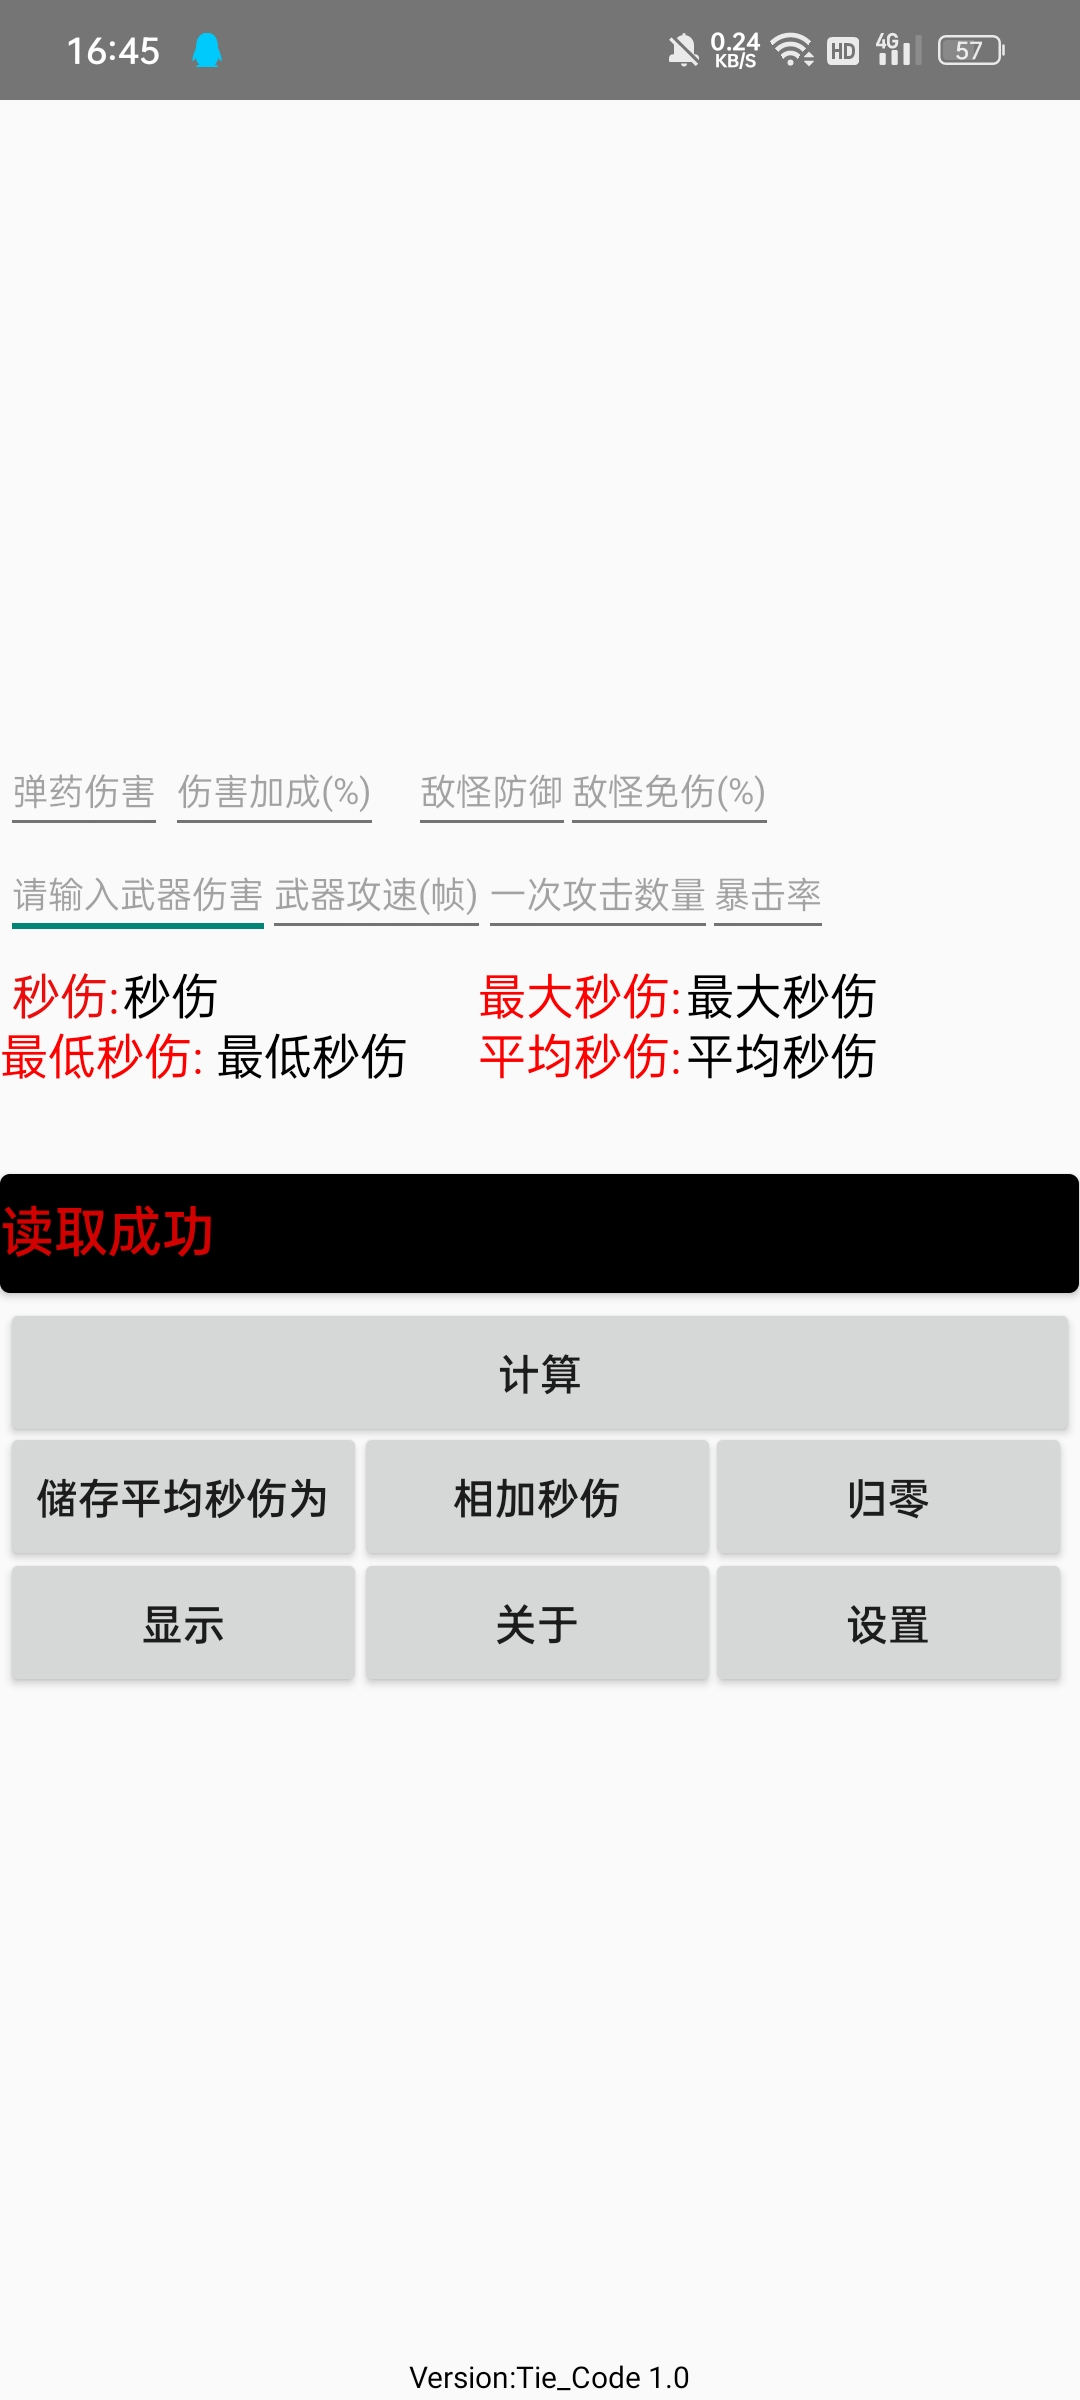 16:45 0.24 KB/S HD 4G 57
弹药伤害 伤害加成(%) 敌怪防御 敌怪免伤(%)
请输入武器伤害 武器攻速(帧) 一次攻击数量 暴击率
秒伤:秒伤 最大秒伤:最大秒伤
最低秒伤: 最低秒伤 平均秒伤:平均秒伤
读取成功
计算
储存平均秒伤为 相加秒伤 归零
显示 关于 设置
Version:Tie_Code 1.0